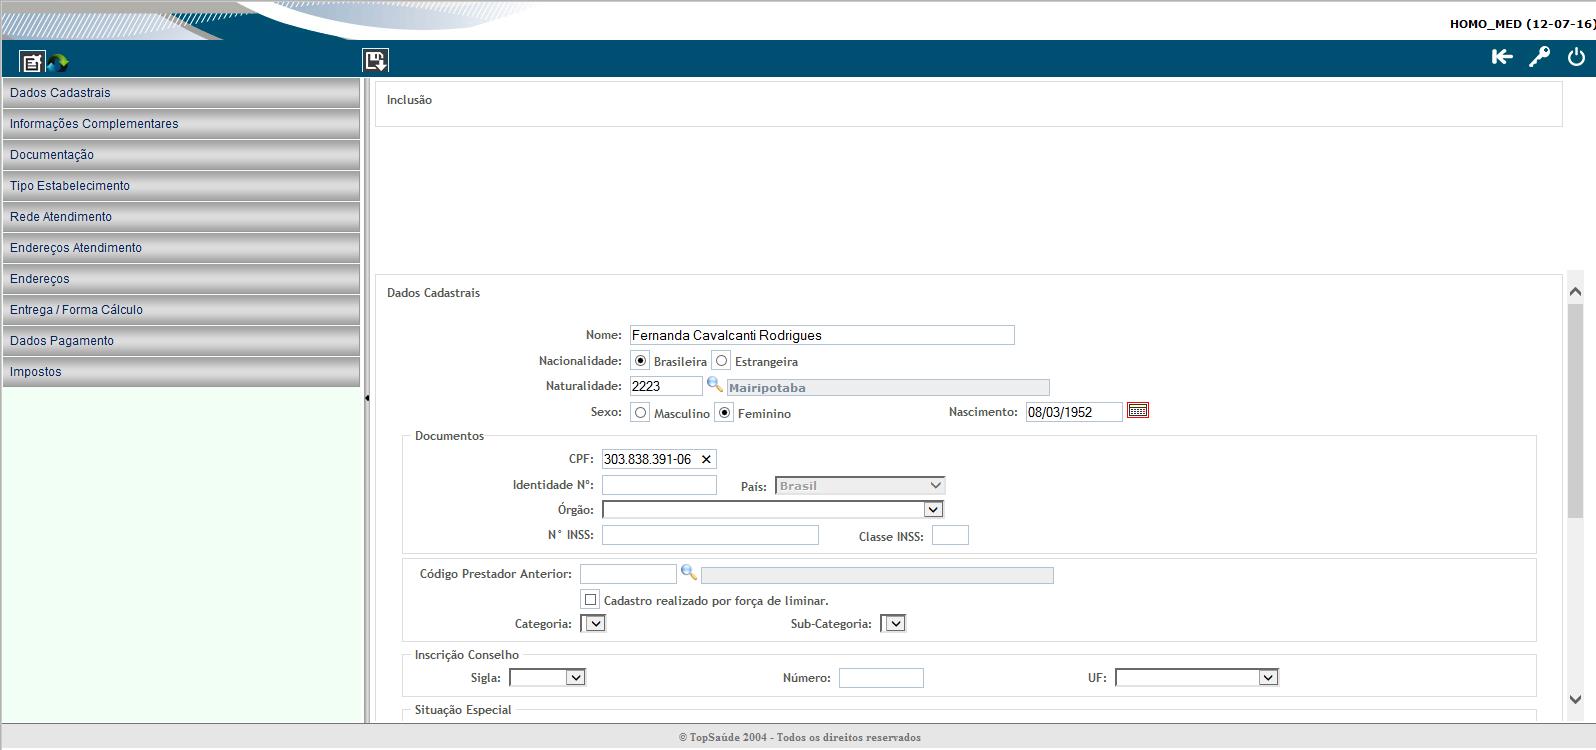 HOMO_MED (12-07-16)
Dados Cadastrais
Informações Complementares
Documentação
Tipo Estabelecimento
Rede Atendimento
Endereços Atendimento
Endereços
Entrega / Forma Cálculo
Dados Pagamento
Impostos
Inclusão
Dados Cadastrais
Nome: Fernanda Cavalcanti Rodrigues
Nacionalidade: Brasileira Estrangeira
Naturalidade: 2223 Mairipotaba
Sexo: Masculino Feminino Nascimento: 08/03/1952
Documentos
CPF: 303.838.391-06
Identidade Nº: País: Brasil
Órgão:
N° INSS: Classe INSS:
Código Prestador Anterior:
Cadastro realizado por força de liminar.
Categoria: Sub-Categoria:
Inscrição Conselho
Sigla: Número: UF:
Situação Especial
© TopSaúde 2004 - Todos os direitos reservados